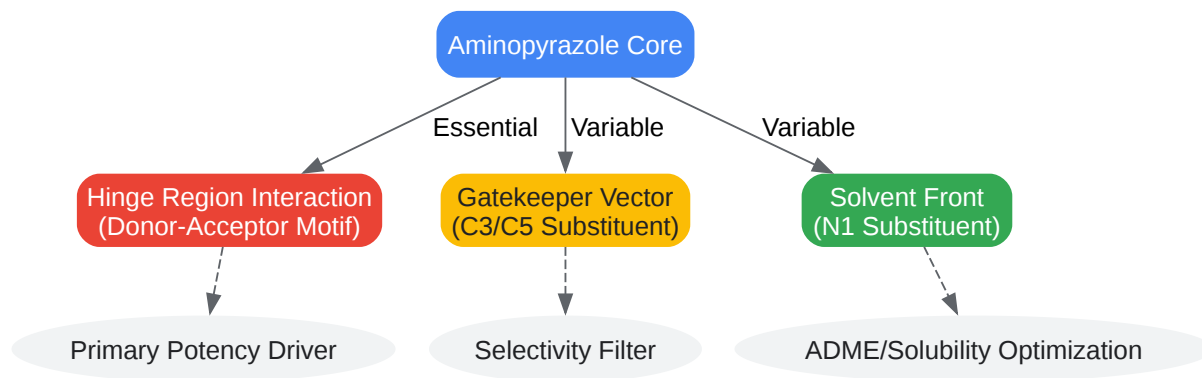 Aminopyrazole Core
Essential
Variable
Variable
Hinge Region Interaction
(Donor-Acceptor Motif)
Gatekeeper Vector
(C3/C5 Substituent)
Solvent Front
(N1 Substituent)
Primary Potency Driver
Selectivity Filter
ADME/Solubility Optimization